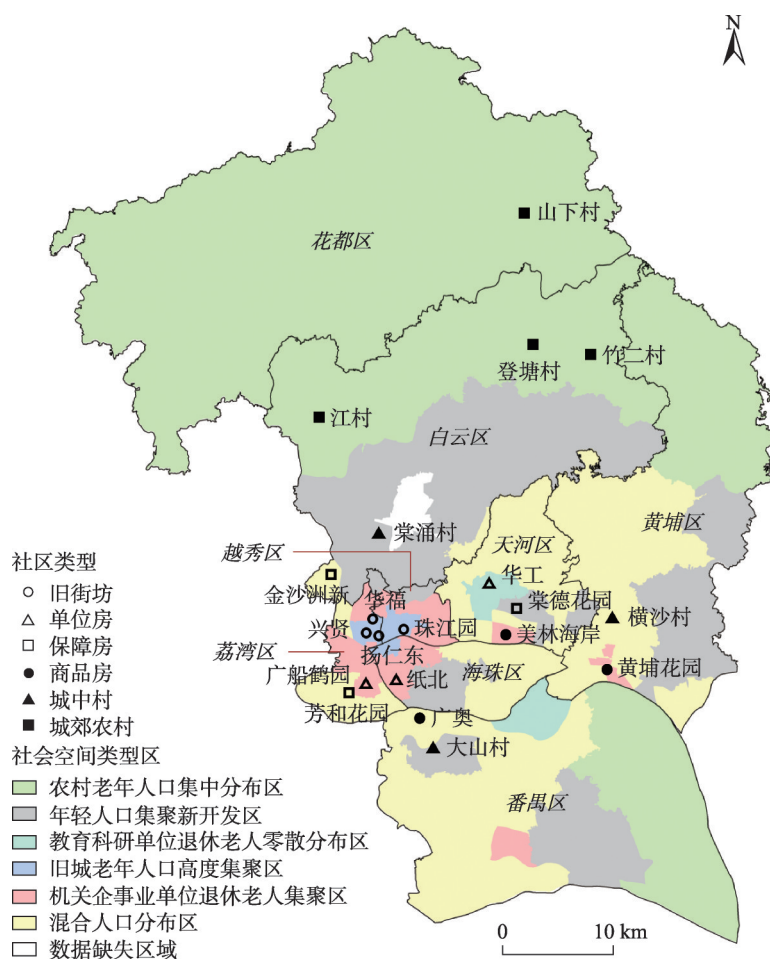 N
山下村
花都区
登塘村
竹二村
江村
白云区
黄埔区
棠涌村
天河区
越秀区
华工
金沙洲新
华福
棠德花园
横沙村
兴贤
珠江园
美林海岸
荔湾区
扬仁东
黄埔花园
广船鹤园
纸北
海珠区
芳和花园
广奥
大山村
番禺区
社区类型
旧街坊
单位房
保障房
商品房
城中村
城郊农村
社会空间类型区
农村老年人口集中分布区
年轻人口集聚新开发区
教育科研单位退休老人零散分布区
旧城老年人口高度集聚区
机关企事业单位退休老人集聚区
混合人口分布区
数据缺失区域
0 10 km